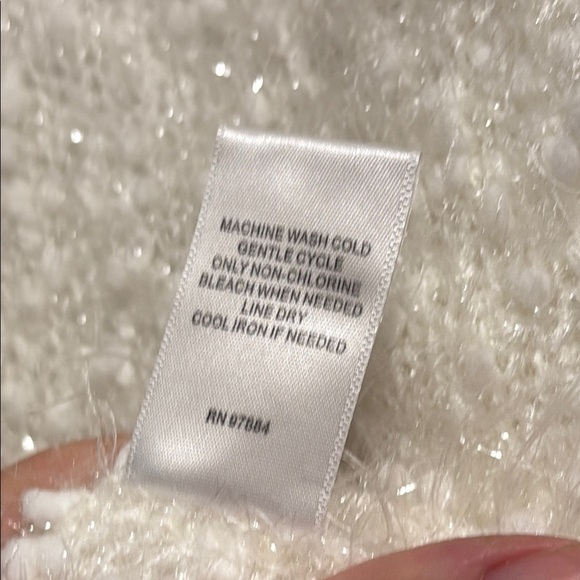 MACHINE WASH COLD
GENTLE CYCLE
ONLY NON-CHLORINE
BLEACH WHEN NEEDED
LINE DRY
COOL IRON IF NEEDED
RN 97884